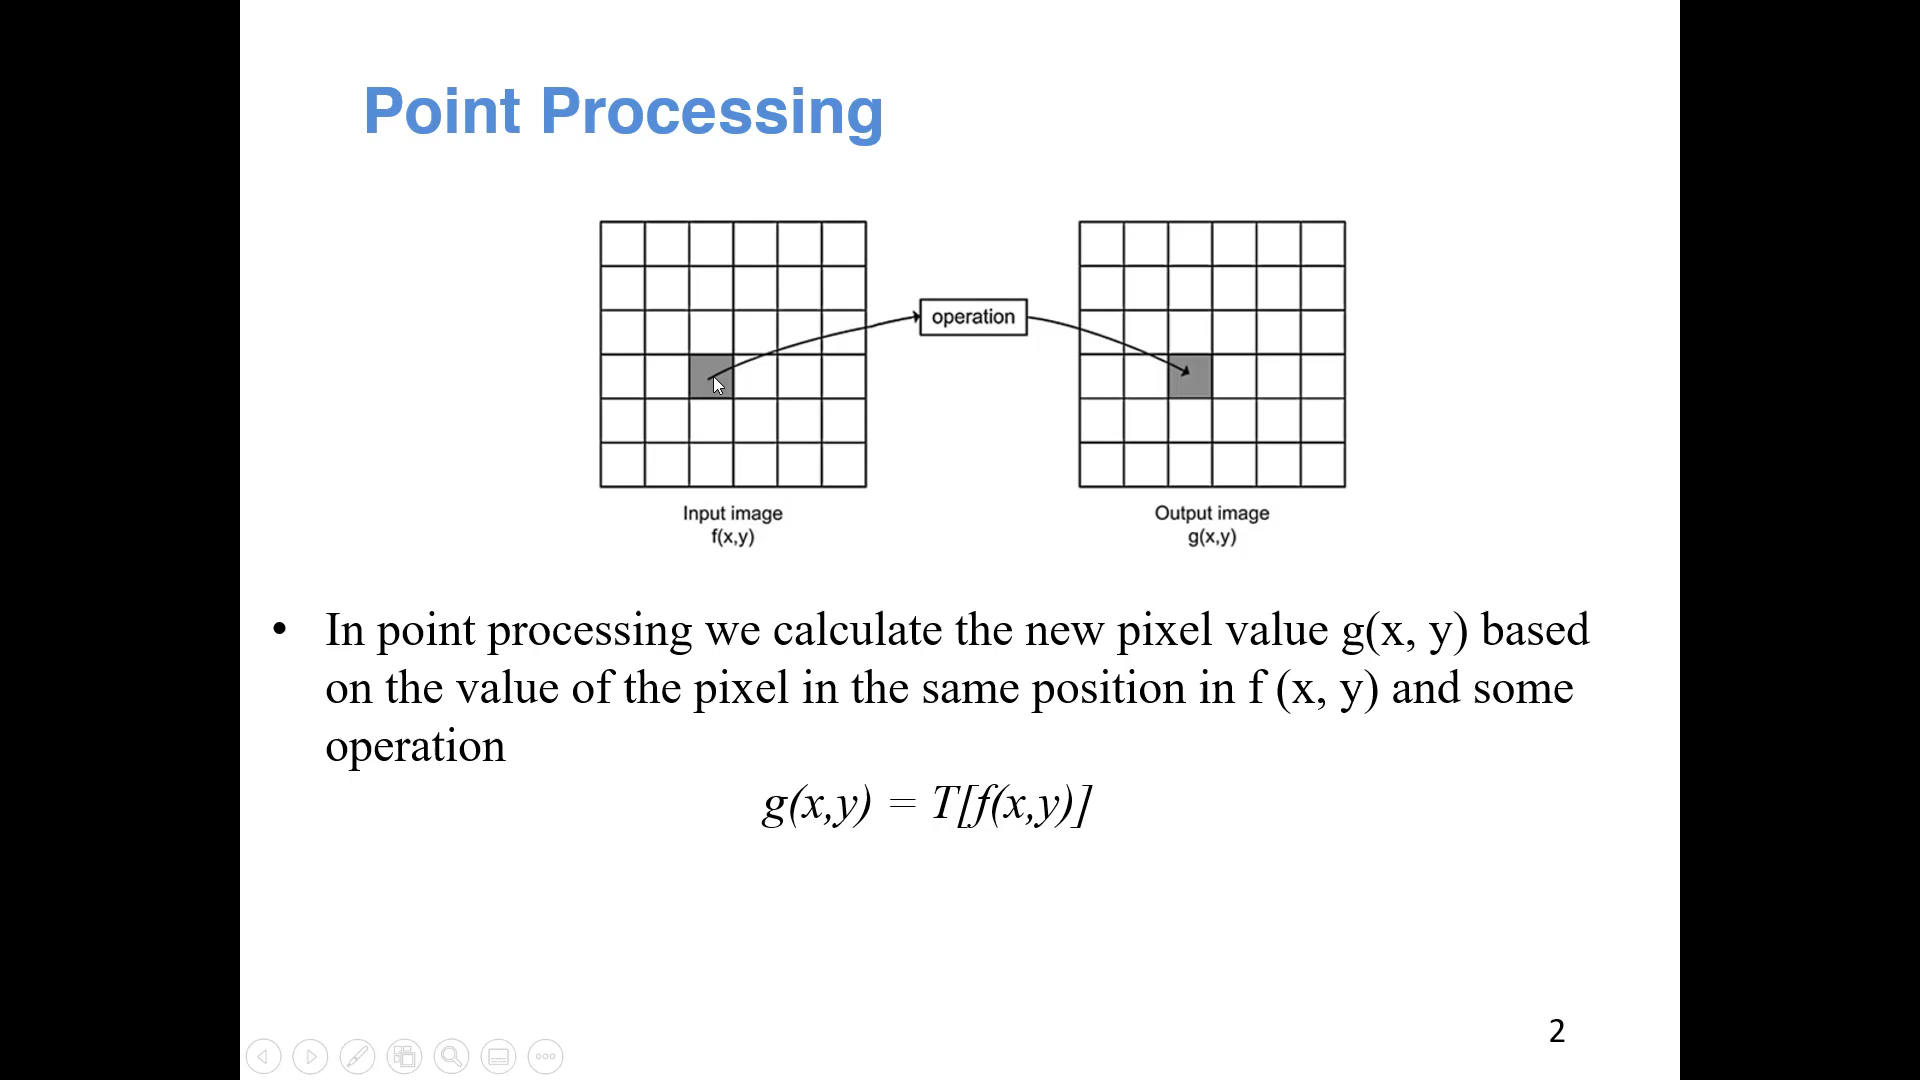 Point Processing
operation
Input image
f(x,y)
Output image
g(x,y)
• In point processing we calculate the new pixel value g(x, y) based
on the value of the pixel in the same position in f (x, y) and some
operation
g(x,y) = T[f(x,y)]
2